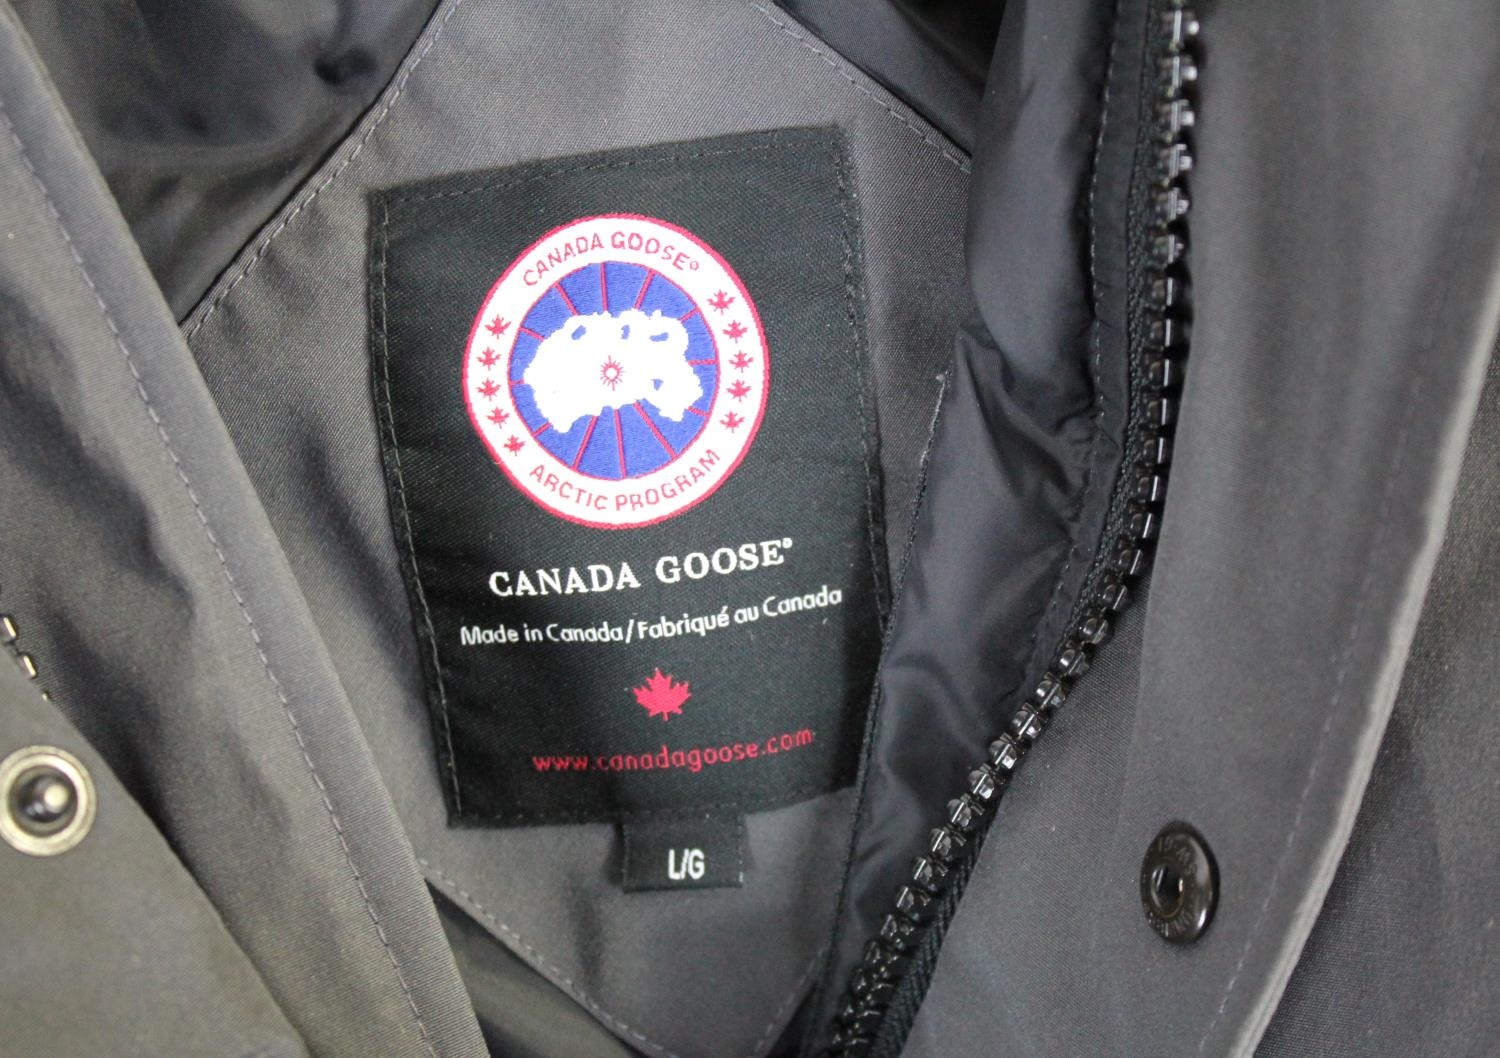 CANADA GOOSE®
ARCTIC PROGRAM
CANADA GOOSE®
Made in Canada/Fabriqué au Canada
www.canadagoose.com
L/G